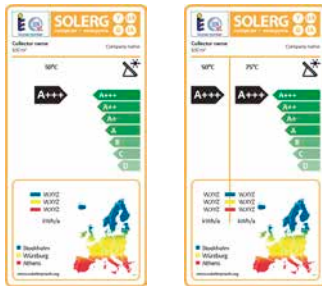 SOLERG
Collector name
Company name
50°C
A+++
A+++
A++
A+
A
B
C
D
W,XYZ
W,XYZ
W,XYZ
kWh/a
Stockholm
Würzburg
Athens
SOLERG
Collector name
Company name
50°C
75°C
A+++
A+++
A+++
A++
A+
A
B
C
D
W,XYZ
W,XYZ
W,XYZ
W,XYZ
W,XYZ
W,XYZ
kWh/a
kWh/a
Stockholm
Würzburg
Athens